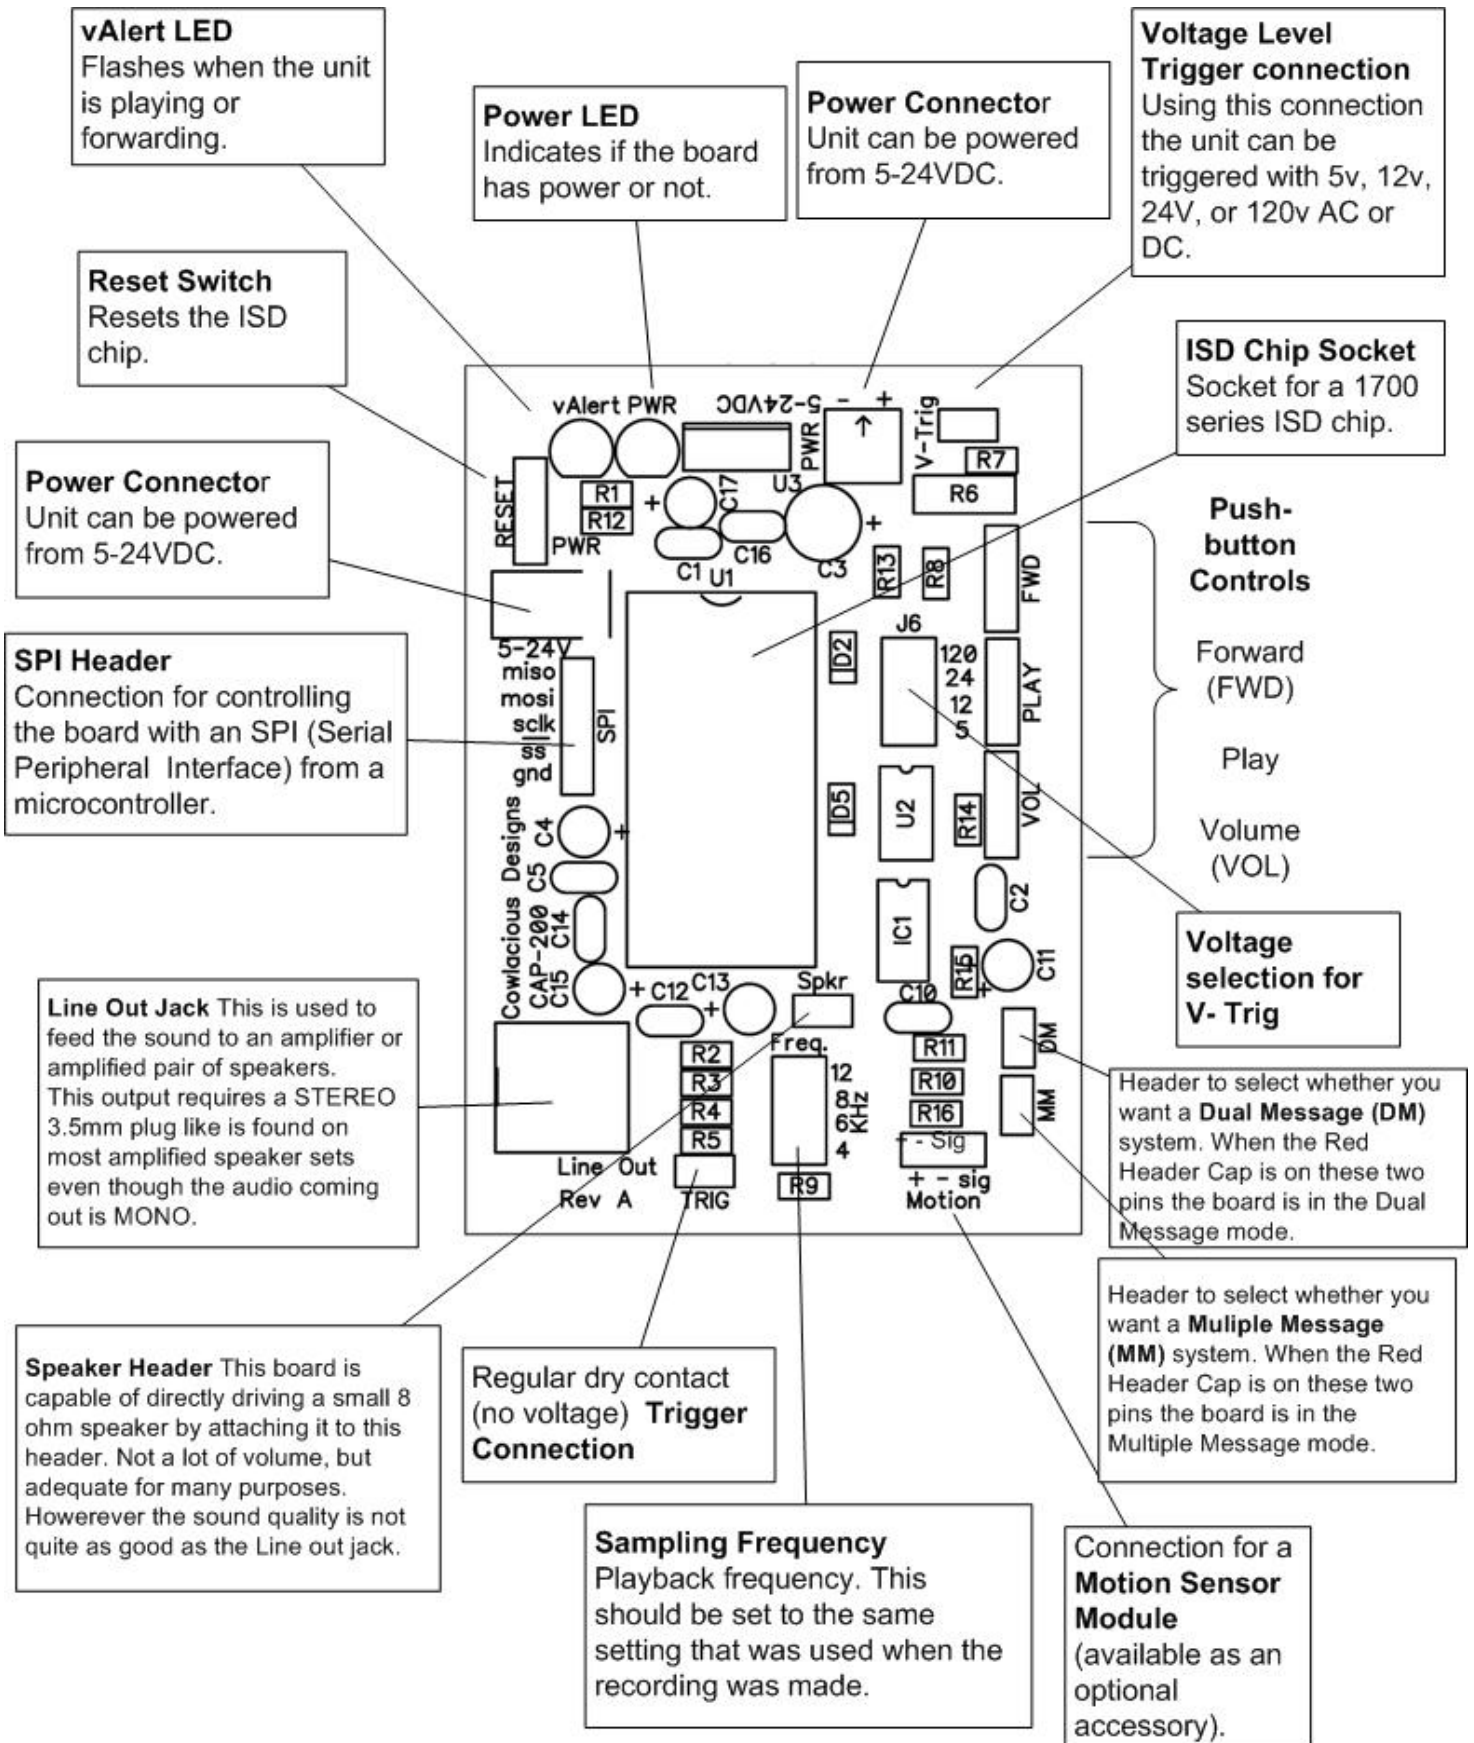 vAlert LED
Flashes when the unit
is playing or
forwarding.
Power LED
Indicates if the board
has power or not.
Power Connector
Unit can be powered
from 5-24VDC.
Voltage Level
Trigger connection
Using this connection
the unit can be
triggered with 5v, 12v,
24V, or 120v AC or
DC.
Reset Switch
Resets the ISD
chip.
ISD Chip Socket
Socket for a 1700
series ISD chip.
Power Connector
Unit can be powered
from 5-24VDC.
Push-
button
Controls
Forward
(FWD)
Play
Volume
(VOL)
SPI Header
Connection for controlling
the board with an SPI (Serial
Peripheral Interface) from a
microcontroller.
vAlert PWR
5-24VDC
- +
PWR
V-Trig
R7
R6
U3
RESET
R1
R12
+
C17
C16
C1
+
C3
PWR
U1
R13
R8
FWD
J6
D2
120
24
12
5
PLAY
5-24V
miso
mosi
sclk
ss
gnd
SPI
D5
U2
R14
VOL
C4
+
C5
C14
C15
+
Cowlacious Designs
CAP-200
IC1
C2
R15
+
C11
C12
C13
+
Spkr
C10
R11
R10
R16
DM
MM
R2
R3
R4
R5
Freq.
12
8
6
4
KHz
+ - Sig
+ - sig
Motion
Line Out
Rev A
TRIG
R9
Voltage
selection for
V- Trig
Line Out Jack This is used to
feed the sound to an amplifier or
amplified pair of speakers.
This output requires a STEREO
3.5mm plug like is found on
most amplified speaker sets
even though the audio coming
out is MONO.
Header to select whether you
want a Dual Message (DM)
system. When the Red
Header Cap is on these two
pins the board is in the Dual
Message mode.
Header to select whether you
want a Muliple Message
(MM) system. When the Red
Header Cap is on these two
pins the board is in the
Multiple Message mode.
Speaker Header This board is
capable of directly driving a small 8
ohm speaker by attaching it to this
header. Not a lot of volume, but
adequate for many purposes.
Howerever the sound quality is not
quite as good as the Line out jack.
Regular dry contact
(no voltage) Trigger
Connection
Sampling Frequency
Playback frequency. This
should be set to the same
setting that was used when the
recording was made.
Connection for a
Motion Sensor
Module
(available as an
optional
accessory).